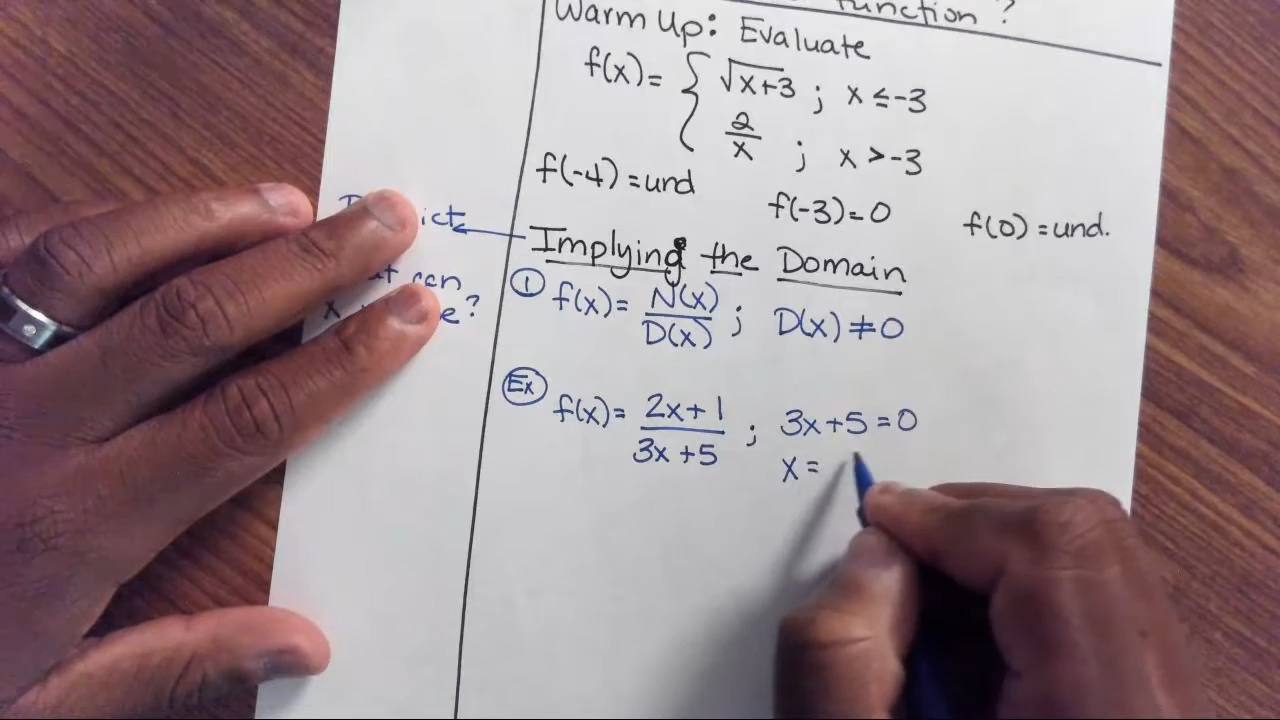 function ?
Warm Up: Evaluate
f(x) = { √x+3 ; x ≤ -3
2/x ; x > -3
f(-4) = und f(-3) = 0 f(0) = und.
Implying the Domain
① f(x) = N(x)/D(x) ; D(x) ≠ 0
can
x
?
Ex f(x) = 2x+1/3x+5 ; 3x+5 = 0
x =